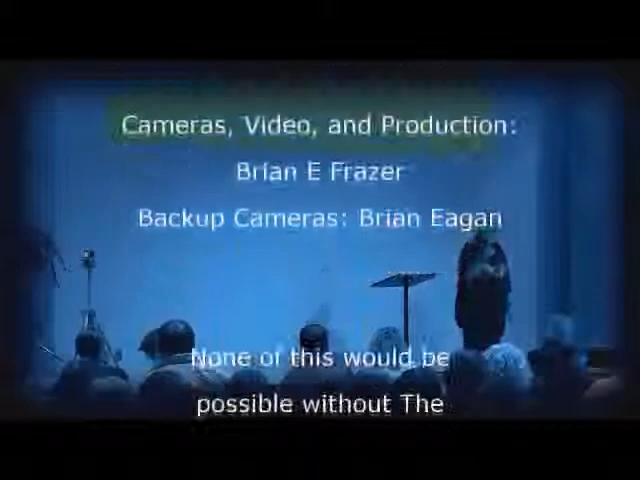 Cameras, Video, and Production:
Brian E Frazer
Backup Cameras: Brian Eagan
None of this would be
possible without The